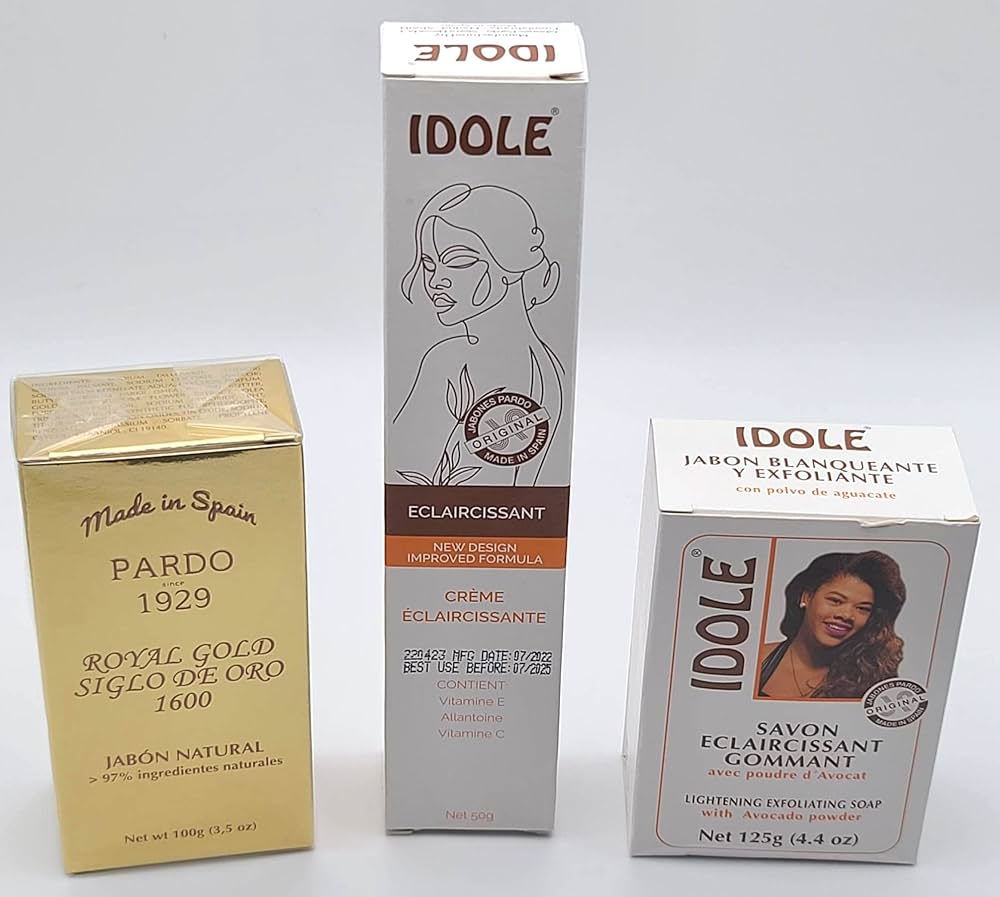 Made in Spain
PARDO
since
1929
ROYAL GOLD
SIGLO DE ORO
1600
JABÓN NATURAL
> 97% ingredientes naturales
Net wt 100g (3,5 oz)
IDOLE
IDOLE®
JABONES PARDO
ORIGINAL
MADE IN SPAIN
ECLAIRCISSANT
NEW DESIGN
IMPROVED FORMULA
CRÈME
ÉCLAIRCISSANTE
220423 MFG DATE:07/2022
BEST USE BEFORE:07/2025
CONTIENT
Vitamine E
Allantoine
Vitamine C
Net 50g
IDOLE®
JABON BLANQUEANTE
Y EXFOLIANTE
con polvo de aguacate
IDOLE®
JABONES PARDO
ORIGINAL
MADE IN SPAIN
SAVON
ECLAIRCISSANT
GOMMANT
avec poudre d'Avocat
LIGHTENING EXFOLIATING SOAP
with Avocado powder
Net 125g (4.4 oz)